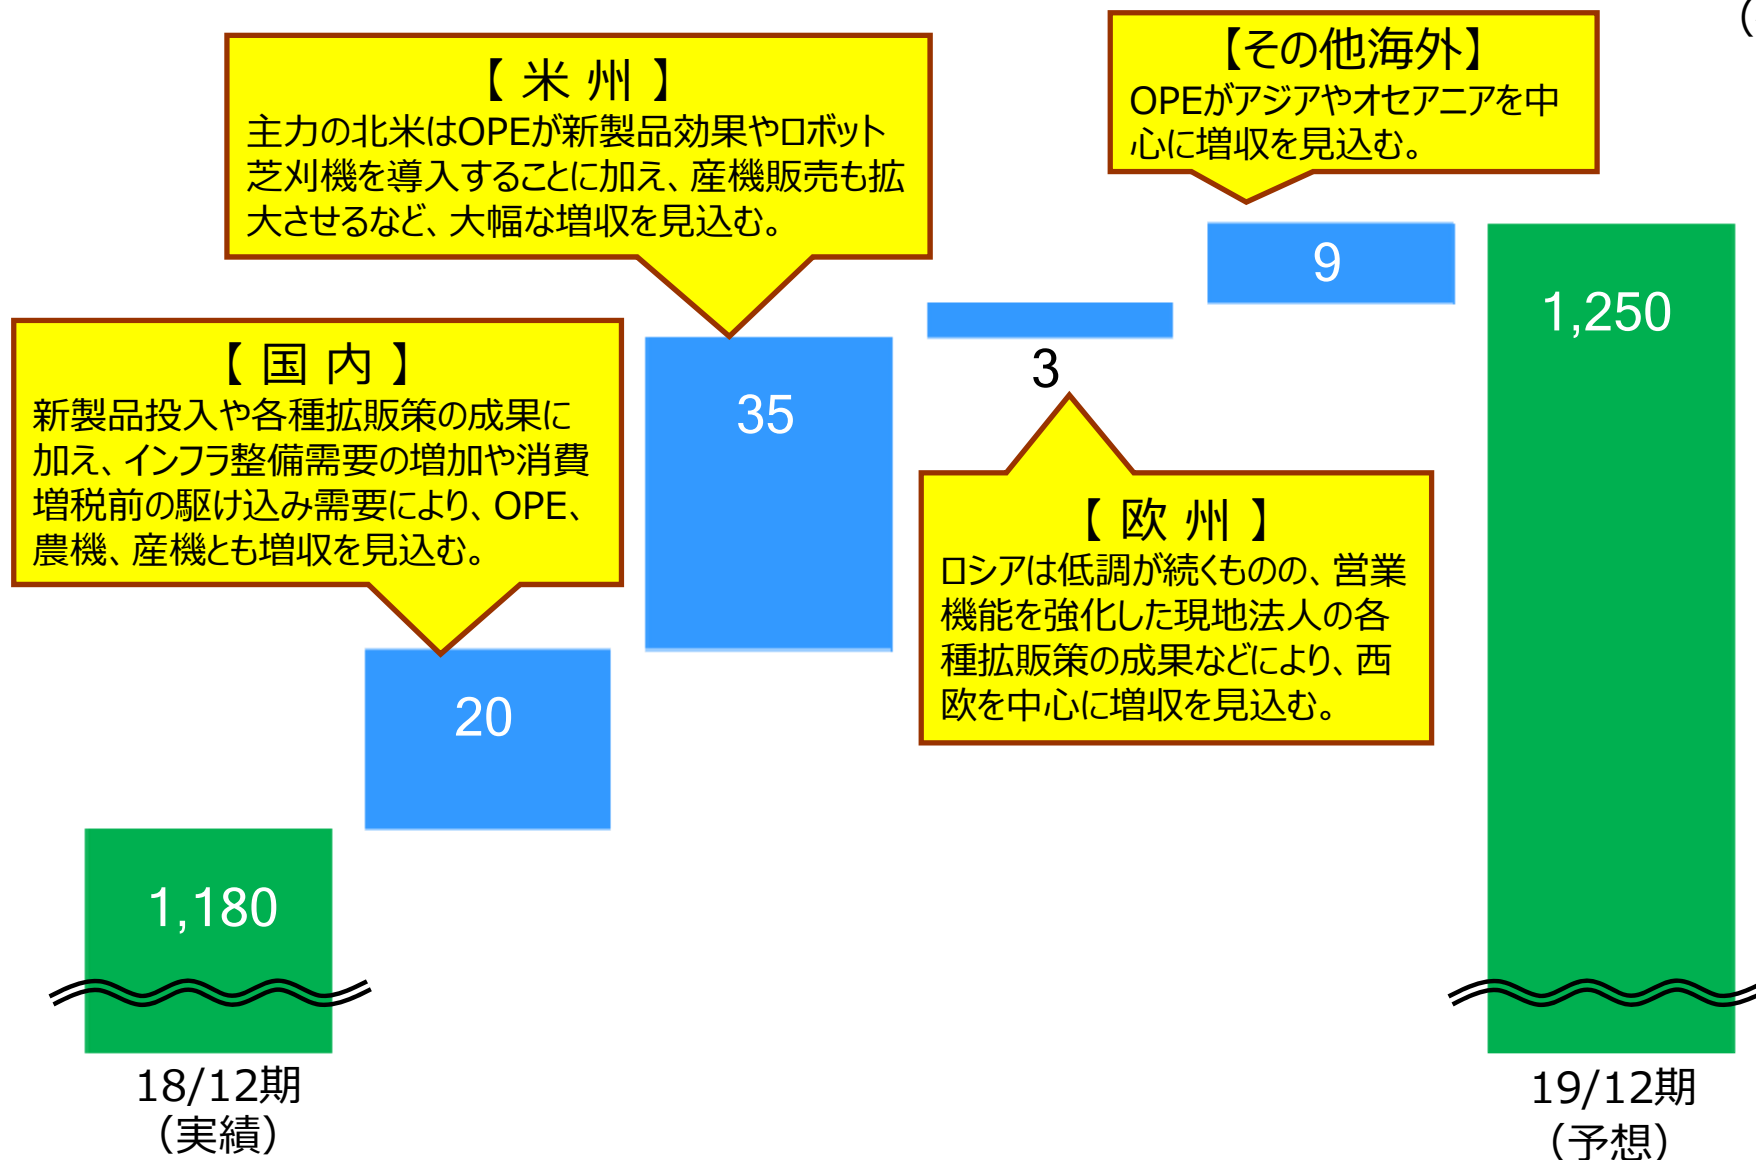 （
【 米 州 】
主力の北米はOPEが新製品効果やロボット
芝刈機を導入することに加え、産機販売も拡
大させるなど、大幅な増収を見込む。
【その他海外】
OPEがアジアやオセアニアを中
心に増収を見込む。
【 国 内 】
新製品投入や各種拡販策の成果に
加え、インフラ整備需要の増加や消費
増税前の駆け込み需要により、OPE、
農機、産機とも増収を見込む。
【 欧 州 】
ロシアは低調が続くものの、営業
機能を強化した現地法人の各
種拡販策の成果などにより、西
欧を中心に増収を見込む。
1,180
20
35
3
9
1,250
18/12期
（実績）
19/12期
（予想）